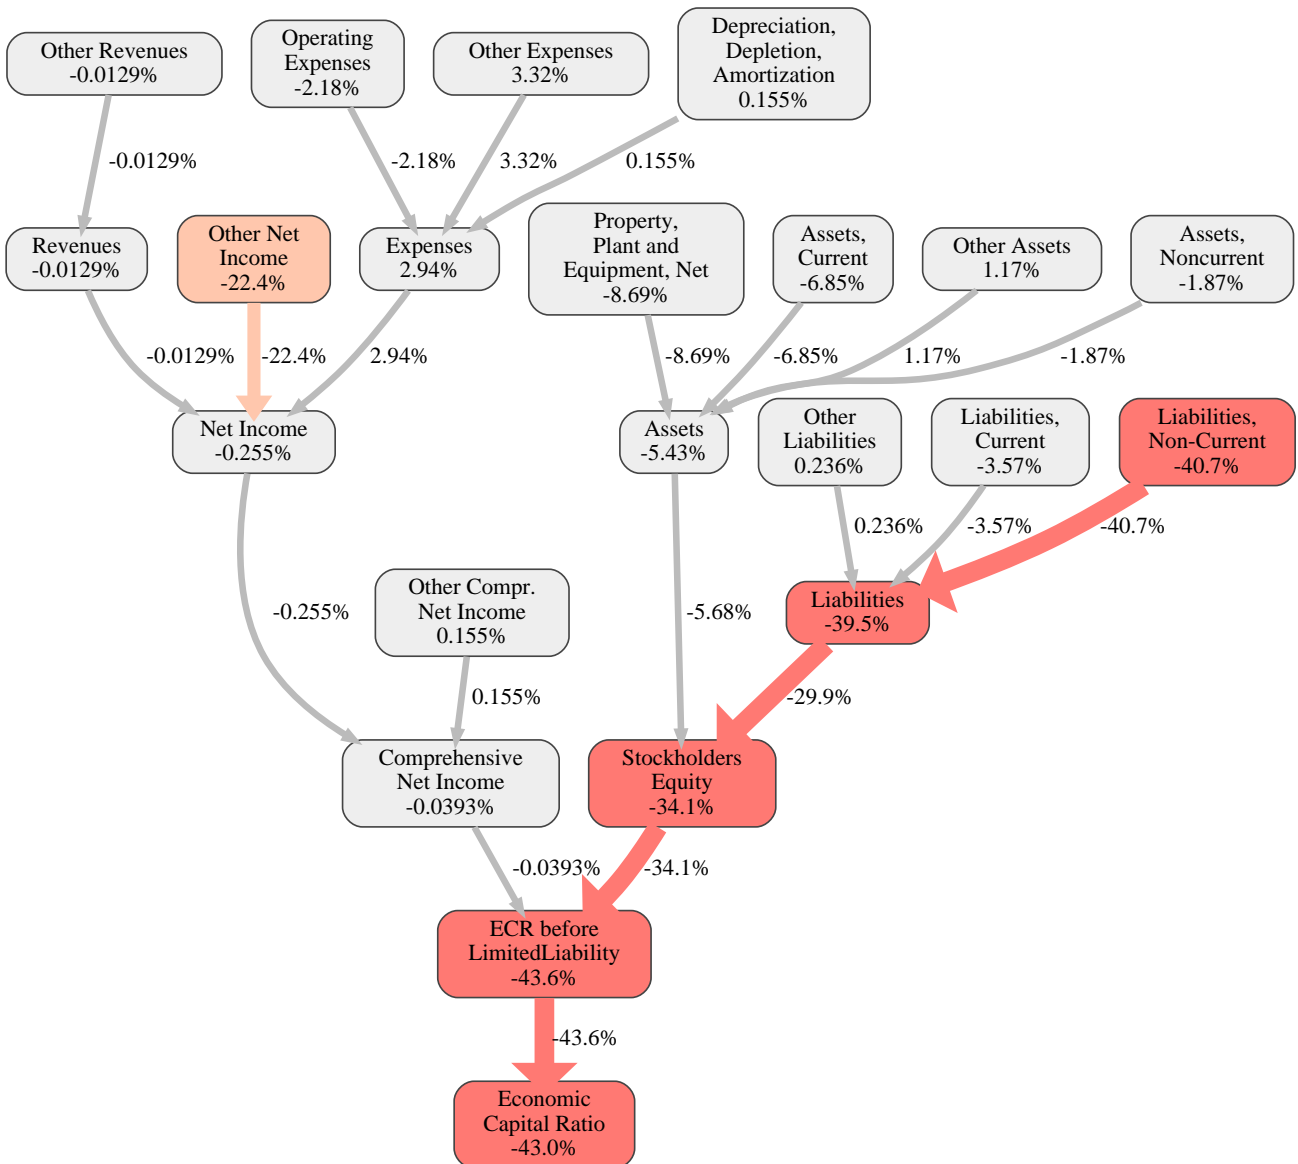 Other Revenues
-0.0129%
Operating
Expenses
-2.18%
Other Expenses
3.32%
Depreciation,
Depletion,
Amortization
0.155%
-0.0129%
-2.18%
3.32%
0.155%
Revenues
-0.0129%
Other Net
Income
-22.4%
Expenses
2.94%
Property,
Plant and
Equipment, Net
-8.69%
Assets,
Current
-6.85%
Other Assets
1.17%
Assets,
Noncurrent
-1.87%
-0.0129%
-22.4%
2.94%
-8.69%
-6.85%
1.17%
-1.87%
Net Income
-0.255%
Assets
-5.43%
Other
Liabilities
0.236%
Liabilities,
Current
-3.57%
Liabilities,
Non-Current
-40.7%
0.236%
-3.57%
-40.7%
Other Compr.
Net Income
0.155%
Liabilities
-39.5%
-0.255%
-5.68%
0.155%
-29.9%
Comprehensive
Net Income
-0.0393%
Stockholders
Equity
-34.1%
-0.0393%
-34.1%
ECR before
LimitedLiability
-43.6%
-43.6%
Economic
Capital Ratio
-43.0%